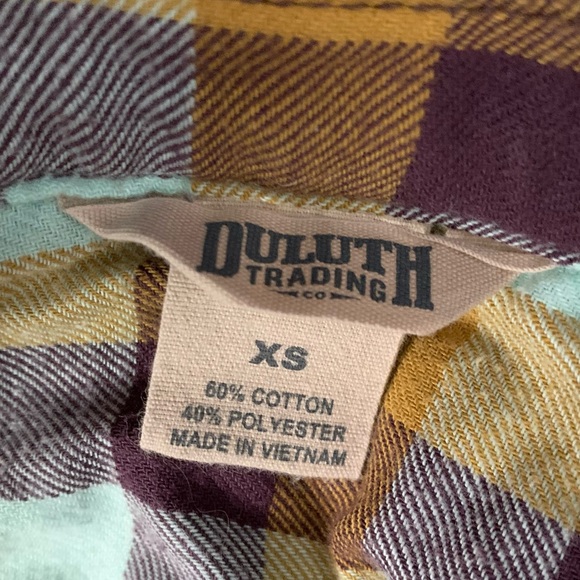 DULUTH
TRADING
CO
XS
60% COTTON
40% POLYESTER
MADE IN VIETNAM